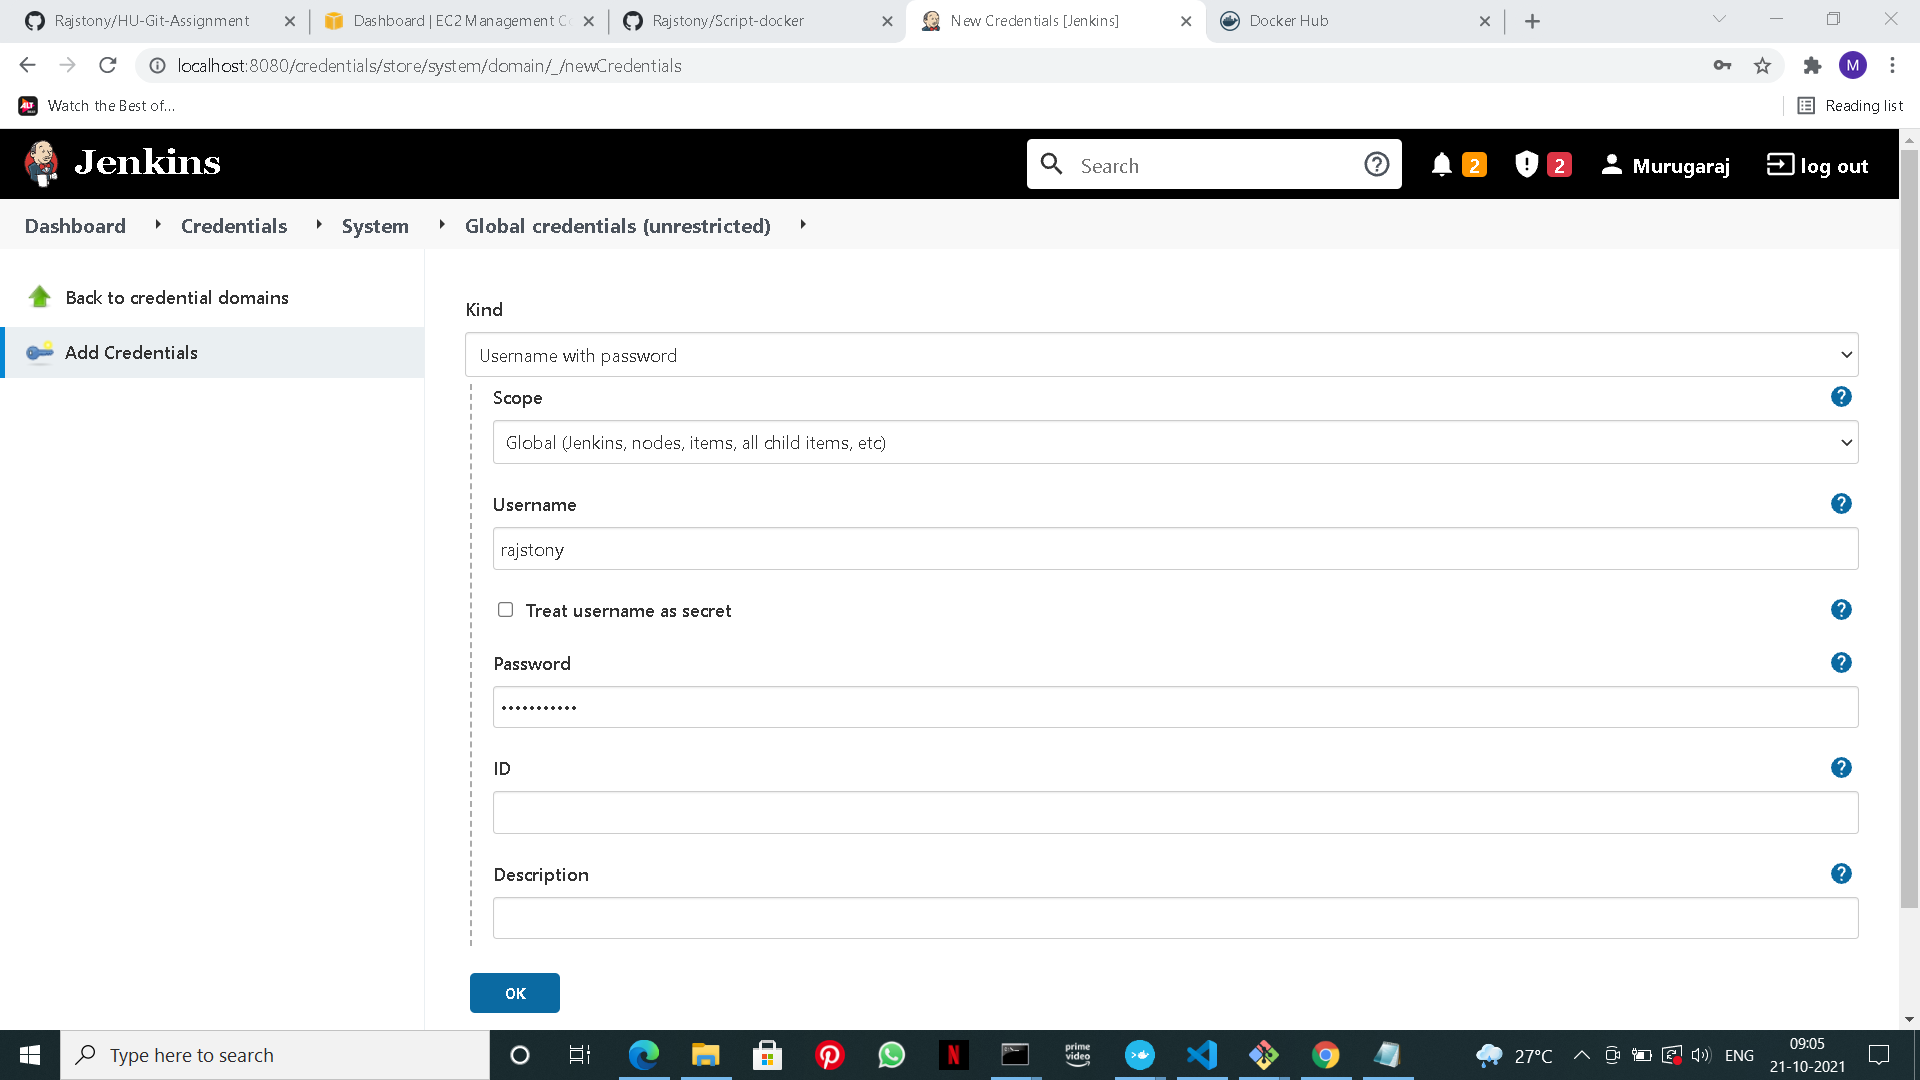 Rajstony/HU-Git-Assignment
Dashboard | EC2 Management C
Rajstony/Script-docker
New Credentials [Jenkins]
Docker Hub
localhost:8080/credentials/store/system/domain/_/newCredentials
M
Watch the Best of...
Reading list
Jenkins
Search
2
2
Murugaraj
log out
Dashboard
Credentials
System
Global credentials (unrestricted)
Back to credential domains
Add Credentials
Kind
Username with password
Scope
Global (Jenkins, nodes, items, all child items, etc)
Username
rajstony
Treat username as secret
Password
•••••••••••
ID
Description
OK
Type here to search
N
prime
video
27°C
ENG
09:05
21-10-2021